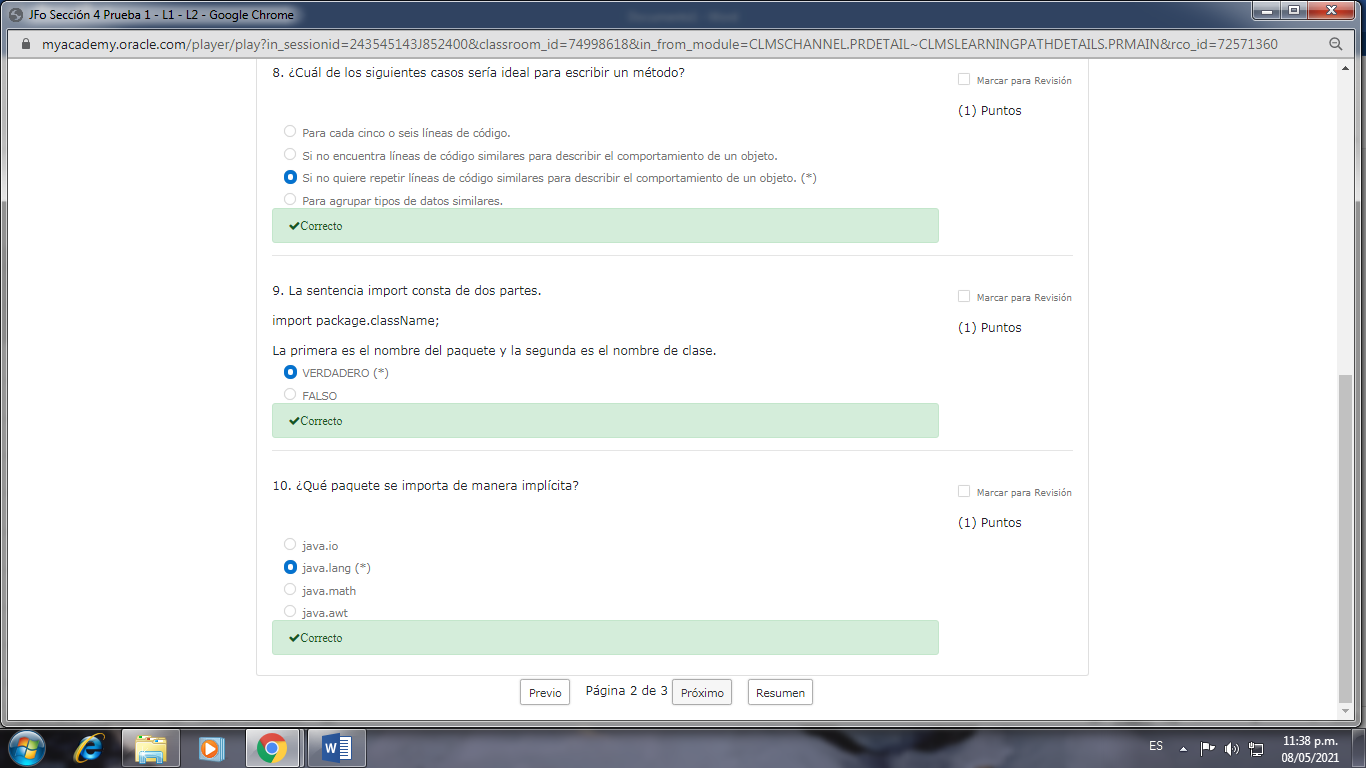 JFo Sección 4 Prueba 1 - L1 - L2 - Google Chrome
myacademy.oracle.com/player/play?in_sessionid=243545143J852400&classroom_id=74998618&in_from_module=CLMSCHANNEL.PRDETAIL~CLMSLEARNINGPATHDETAILS.PRMAIN&rco_id=72571360
8. ¿Cuál de los siguientes casos sería ideal para escribir un método?
Marcar para Revisión
(1) Puntos
Para cada cinco o seis líneas de código.
Si no encuentra líneas de código similares para describir el comportamiento de un objeto.
Si no quiere repetir líneas de código similares para describir el comportamiento de un objeto. (*)
Para agrupar tipos de datos similares.
Correcto
9. La sentencia import consta de dos partes.
Marcar para Revisión
import package.className;
(1) Puntos
La primera es el nombre del paquete y la segunda es el nombre de clase.
VERDADERO (*)
FALSO
Correcto
10. ¿Qué paquete se importa de manera implícita?
Marcar para Revisión
(1) Puntos
java.io
java.lang (*)
java.math
java.awt
Correcto
Previo Página 2 de 3 Próximo Resumen
ES
11:38 p.m.
08/05/2021